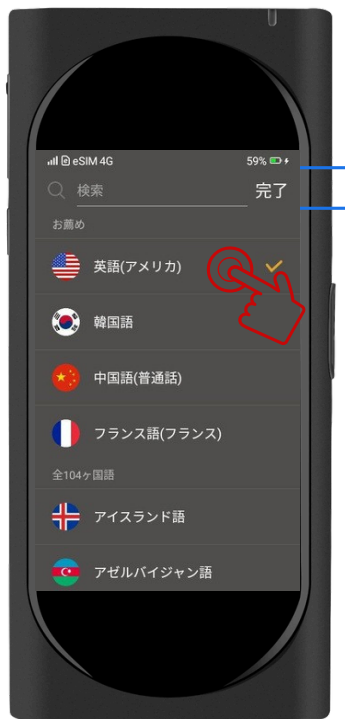 eSIM 4G 59%
検索 完了
お薦め
英語(アメリカ)
韓国語
中国語(普通話)
フランス語(フランス)
全104ヶ国語
アイスランド語
アゼルバイジャン語